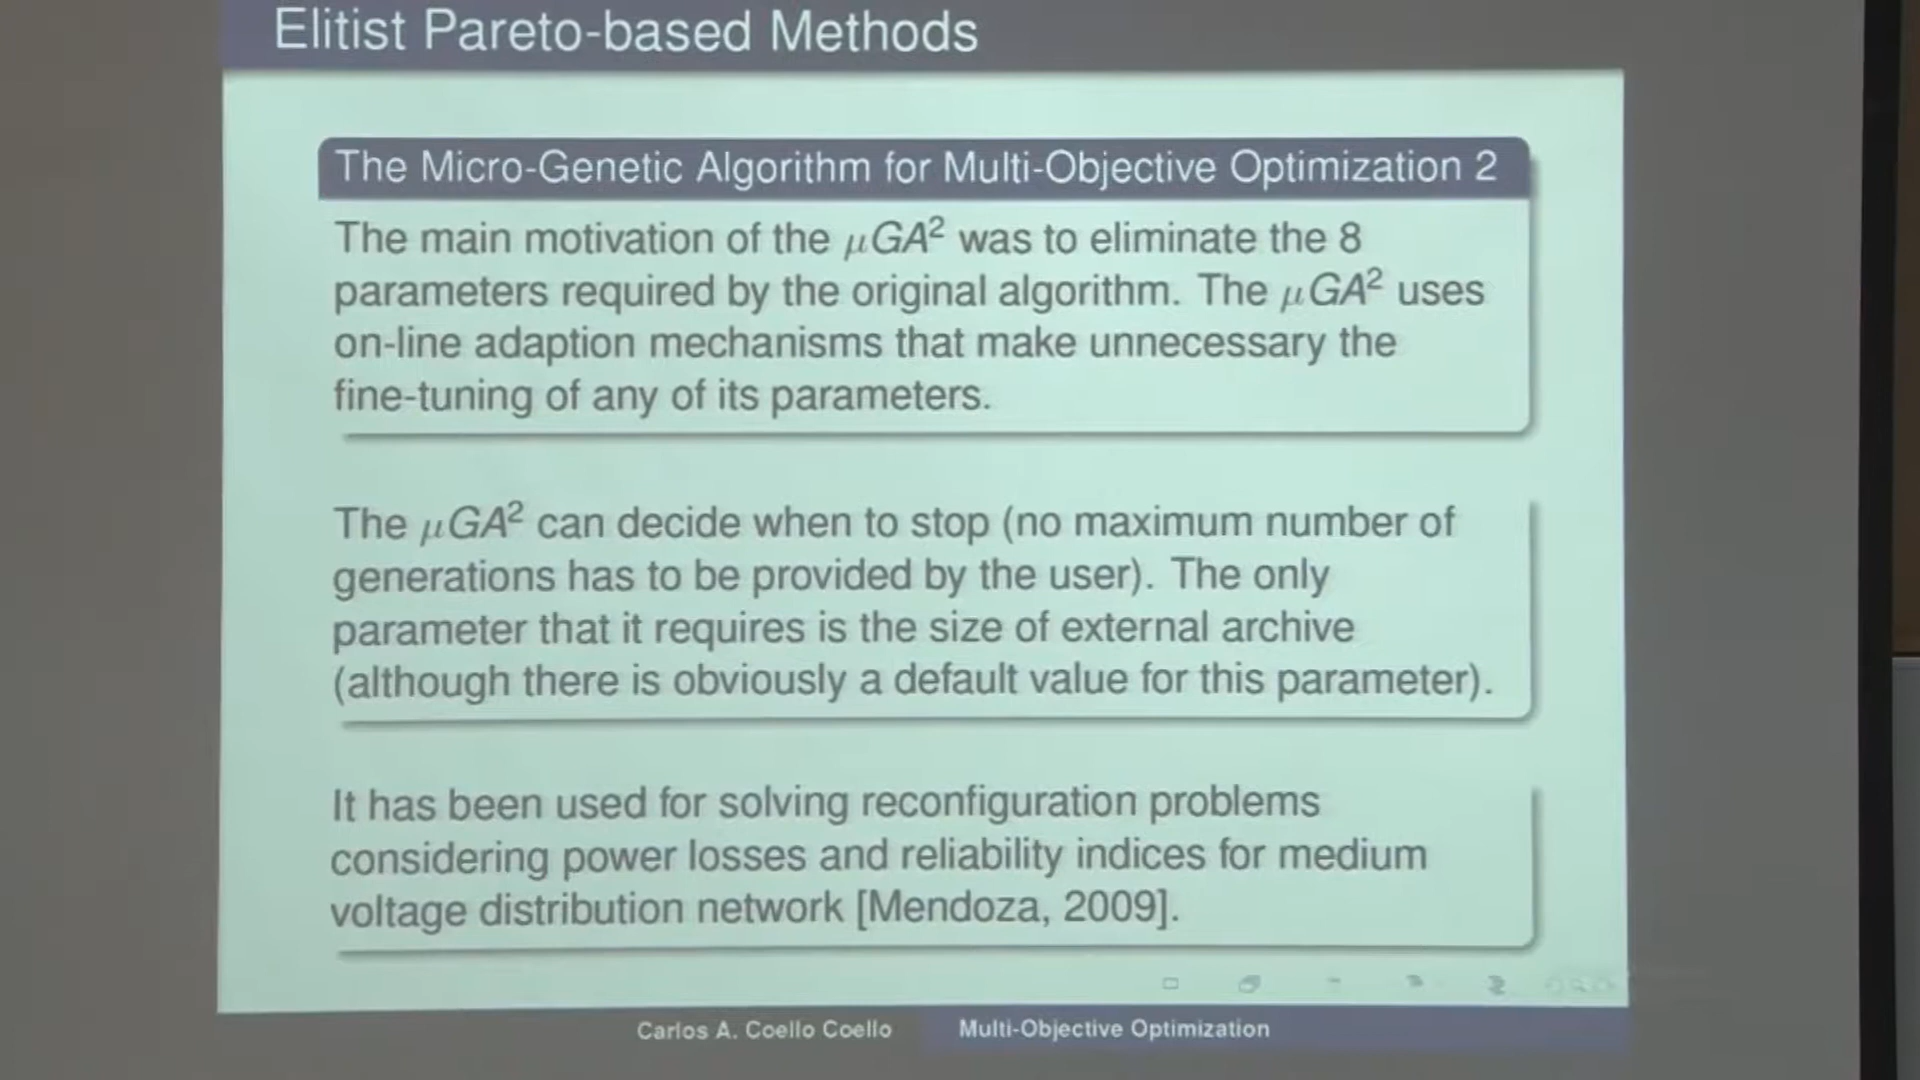 Elitist Pareto-based Methods
The Micro-Genetic Algorithm for Multi-Objective Optimization 2
The main motivation of the μGA² was to eliminate the 8
parameters required by the original algorithm. The μGA² uses
on-line adaption mechanisms that make unnecessary the
fine-tuning of any of its parameters.
The μGA² can decide when to stop (no maximum number of
generations has to be provided by the user). The only
parameter that it requires is the size of external archive
(although there is obviously a default value for this parameter).
It has been used for solving reconfiguration problems
considering power losses and reliability indices for medium
voltage distribution network [Mendoza, 2009].
Carlos A. Coello Coello Multi-Objective Optimization